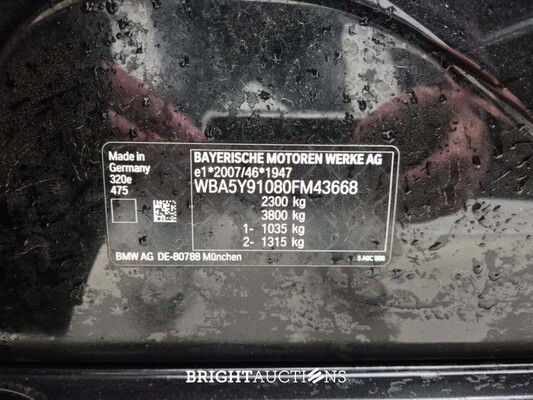 Made in
Germany
320e
475
BAYERISCHE MOTOREN WERKE AG
e1*2007/46*1947
WBA5Y91080FM43668
2300 kg
3800 kg
1- 1035 kg
2- 1315 kg
BMW AG DE-80788 München
BRIGHTAUCTIONS